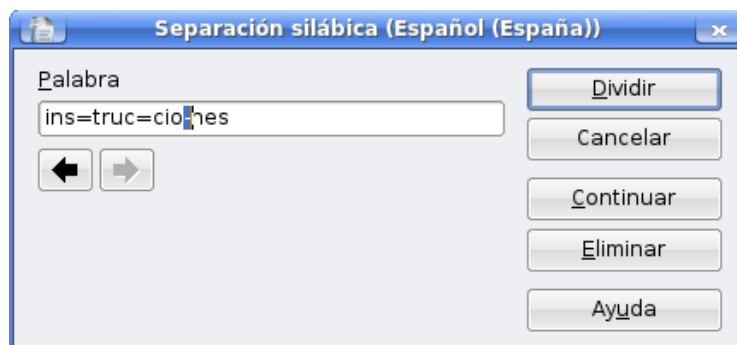 Separación silábica (Español (España))
Palabra
ins=truc=cio-nes
Dividir
Cancelar
Continuar
Eliminar
Ayuda